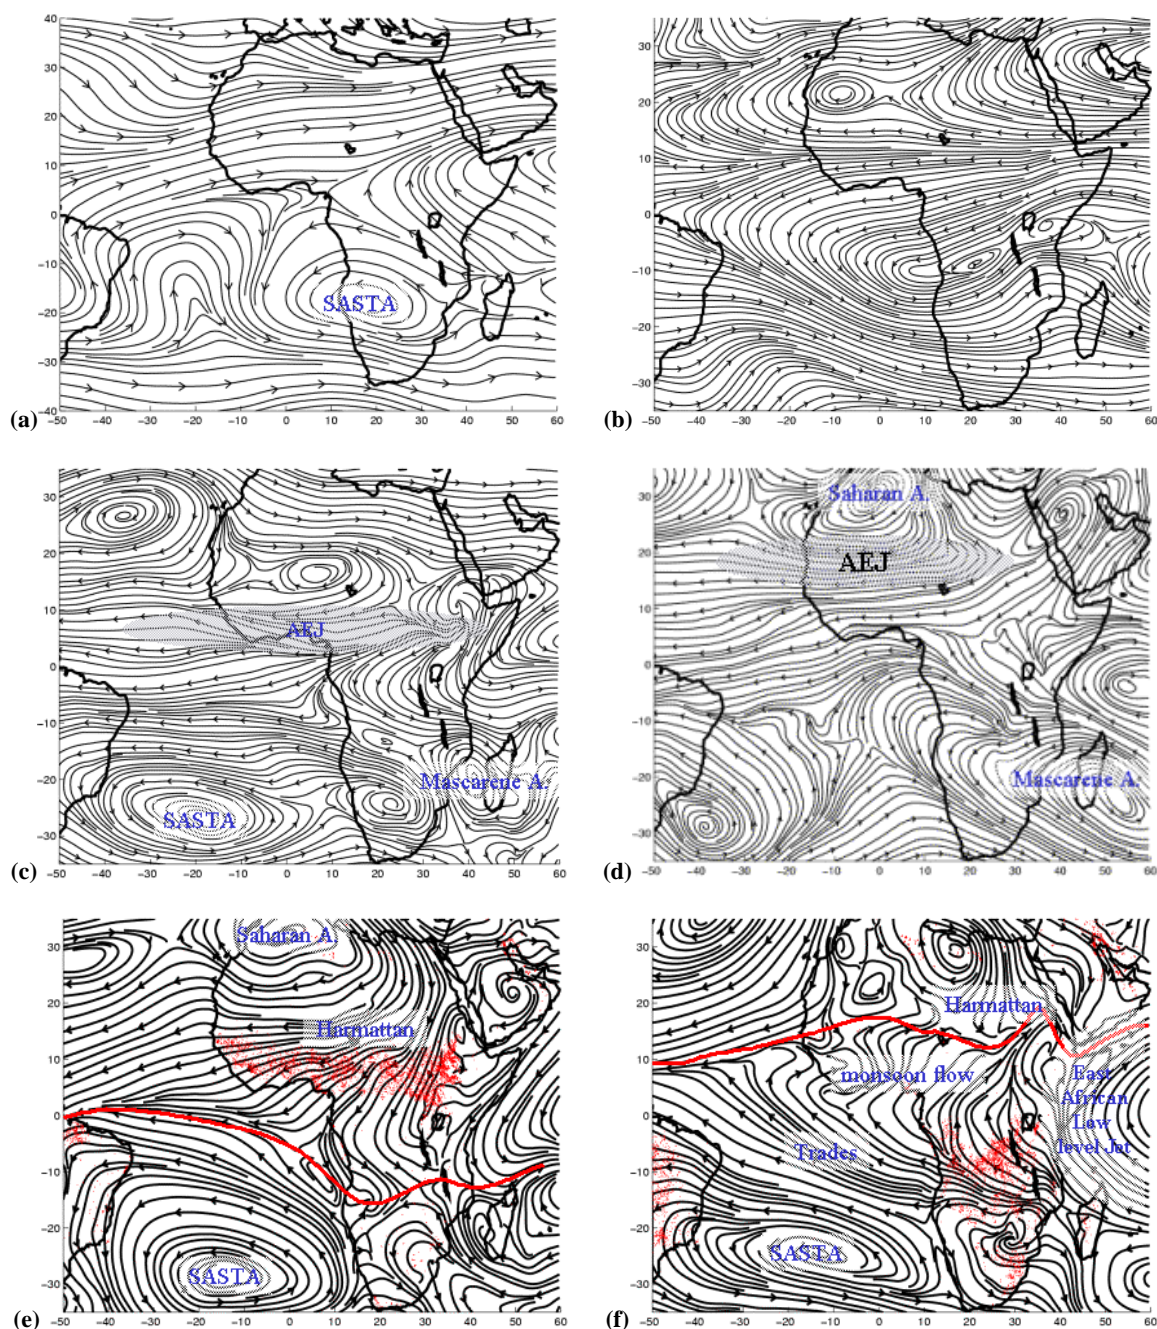 40
30
20
10
0
−10
−20
−30
−40
SASTA
(a)
−50 −40 −30 −20 −10 0 10 20 30 40 50 60
30
20
10
0
−10
−20
−30
(b)
−50 −40 −30 −20 −10 0 10 20 30 40 50 60
30
20
10
0
−10
−20
−30
AEJ
Mascarene A.
SASTA
(c)
−50 −40 −30 −20 −10 0 10 20 30 40 50 60
30
20
10
0
−10
−20
−30
Saharan A.
AEJ
Mascarene A.
(d)
−50 −40 −30 −20 −10 0 10 20 30 40 50 60
30
20
10
0
−10
−20
−30
Saharan A.
Harmattan
SASTA
(e)
−50 −40 −30 −20 −10 0 10 20 30 40 50 60
30
20
10
0
−10
−20
−30
Harmattan
monsoon flow
East
African
Law
level Jet
Trades
SASTA
(f)
−50 −40 −30 −20 −10 0 10 20 30 40 50 60